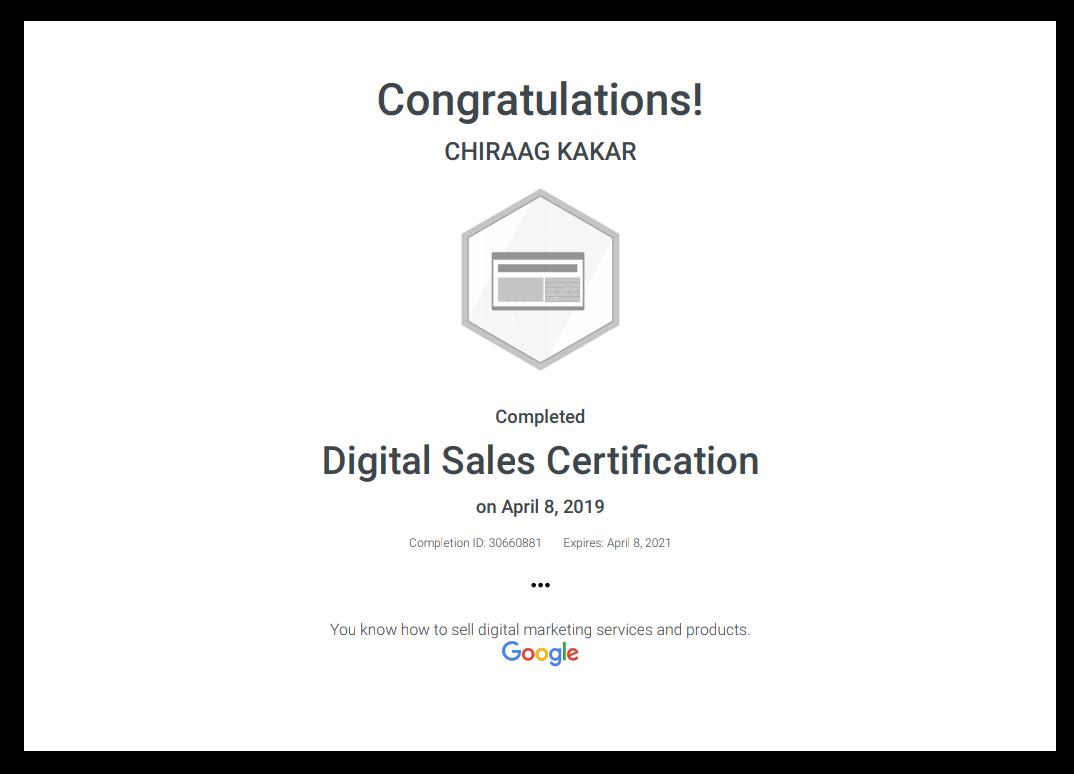 Congratulations!
CHIRAAG KAKAR
Completed
Digital Sales Certification
on April 8, 2019
Completion ID: 30660881 Expires: April 8, 2021
•••
You know how to sell digital marketing services and products.
Google